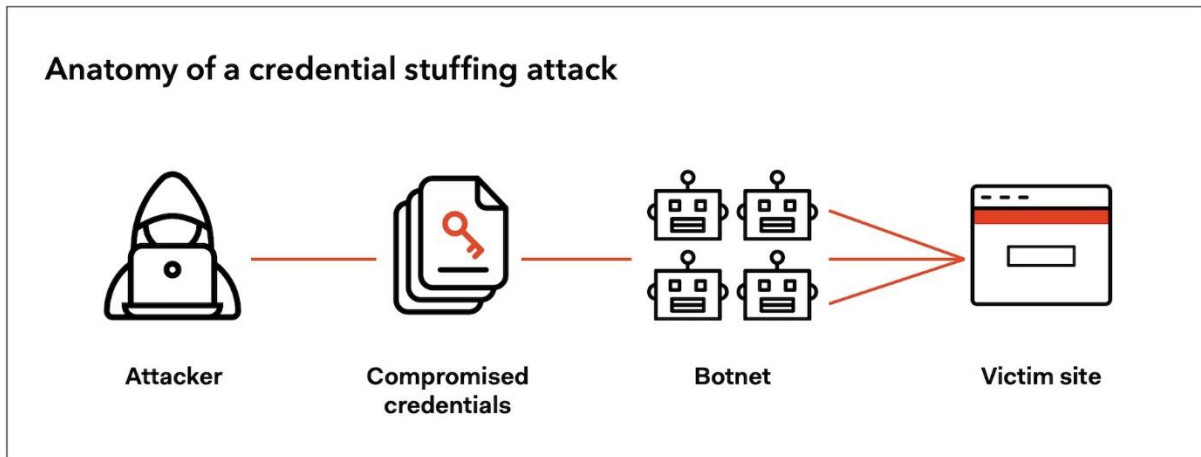 Anatomy of a credential stuffing attack
Attacker
Compromised
credentials
Botnet
Victim site